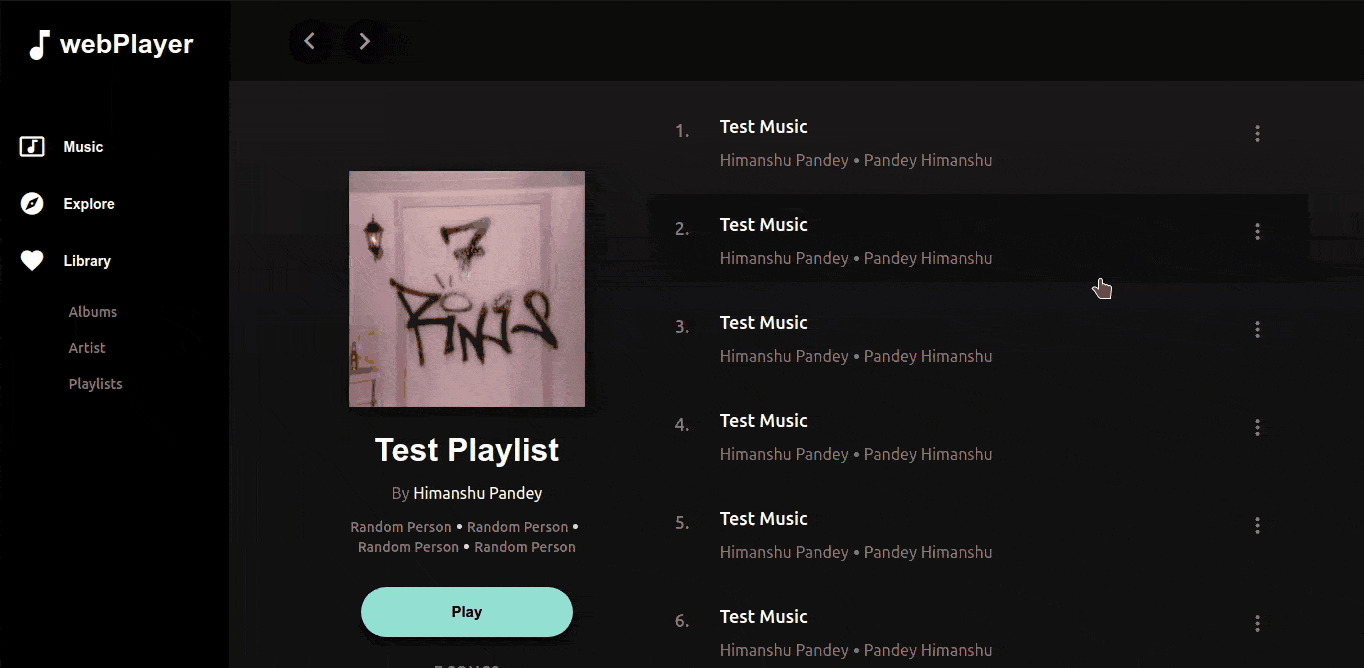 webPlayer
Music
Explore
Library
Albums
Artist
Playlists
7
RINGS
Test Playlist
By Himanshu Pandey
Random Person • Random Person •
Random Person • Random Person
Play
1. Test Music
Himanshu Pandey • Pandey Himanshu
2. Test Music
Himanshu Pandey • Pandey Himanshu
3. Test Music
Himanshu Pandey • Pandey Himanshu
4. Test Music
Himanshu Pandey • Pandey Himanshu
5. Test Music
Himanshu Pandey • Pandey Himanshu
6. Test Music
Himanshu Pandey • Pandey Himanshu